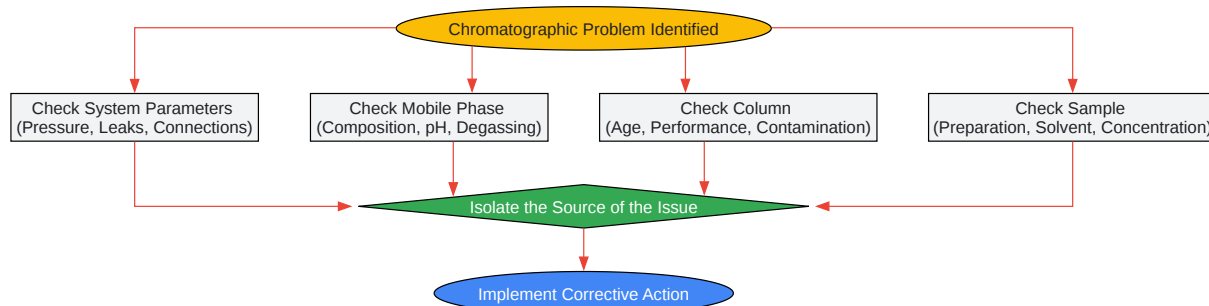 Chromatographic Problem Identified
Check System Parameters
(Pressure, Leaks, Connections)
Check Mobile Phase
(Composition, pH, Degassing)
Check Column
(Age, Performance, Contamination)
Check Sample
(Preparation, Solvent, Concentration)
Isolate the Source of the Issue
Implement Corrective Action